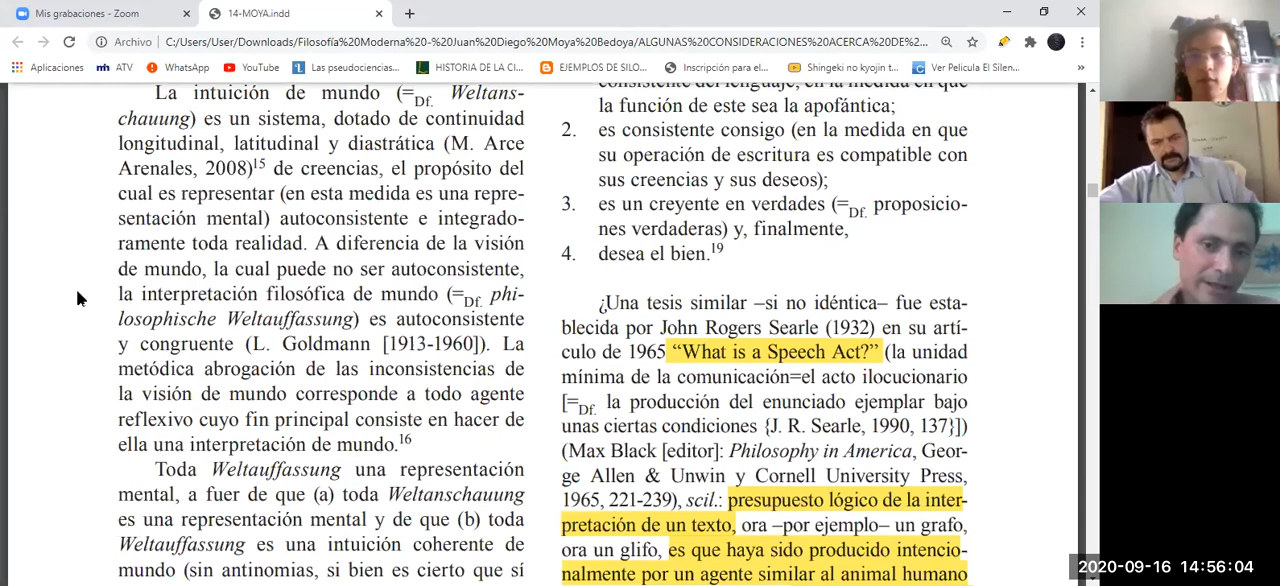 Mis grabaciones - Zoom
14-MOYA.indd
Archivo
C:/Users/User/Downloads/Filosofía%20Moderna%20-%20Juan%20Diego%20Moya%20Bedoya/ALGUNAS%20CONSIDERACIONES%20ACERCA%20DE%2...
Aplicaciones
mh ATV
WhatsApp
YouTube
Las pseudociencias...
HISTORIA DE LA CI...
EJEMPLOS DE SILO...
Inscripción para el...
Shingeki no kyojin t...
Ver Pelicula El Silen...
La intuición de mundo (=Df. Weltans-
chauung) es un sistema, dotado de continuidad
longitudinal, latitudinal y diastrática (M. Arce
Arenales, 2008)15 de creencias, el propósito del
cual es representar (en esta medida es una repre-
sentación mental) autoconsistente e integrado-
ramente toda realidad. A diferencia de la visión
de mundo, la cual puede no ser autoconsistente,
la interpretación filosófica de mundo (=Df. phi-
losophische Weltauffassung) es autoconsistente
y congruente (L. Goldmann [1913-1960]). La
metódica abrogación de las inconsistencias de
la visión de mundo corresponde a todo agente
reflexivo cuyo fin principal consiste en hacer de
ella una interpretación de mundo.16
Toda Weltauffassung una representación
mental, a fuer de que (a) toda Weltanschauung
es una representación mental y de que (b) toda
Weltauffassung es una intuición coherente de
mundo (sin antinomias, si bien es cierto que sí
consistente del lenguaje, en la medida en que
la función de este sea la apofántica;
2. es consistente consigo (en la medida en que
su operación de escritura es compatible con
sus creencias y sus deseos);
3. es un creyente en verdades (=Df. proposicio-
nes verdaderas) y, finalmente,
4. desea el bien.19
¿Una tesis similar –si no idéntica– fue esta-
blecida por John Rogers Searle (1932) en su artí-
culo de 1965 “What is a Speech Act?” (la unidad
mínima de la comunicación=el acto ilocucionario
[=Df. la producción del enunciado ejemplar bajo
unas ciertas condiciones {J. R. Searle, 1990, 137}])
(Max Black [editor]: Philosophy in America, Geor-
ge Allen & Unwin y Cornell University Press,
1965, 221-239), scil.: presupuesto lógico de la inter-
pretación de un texto, ora –por ejemplo– un grafo,
ora un glifo, es que haya sido producido intencio-
nalmente por un agente similar al animal humano
2020-09-16 14:56:04